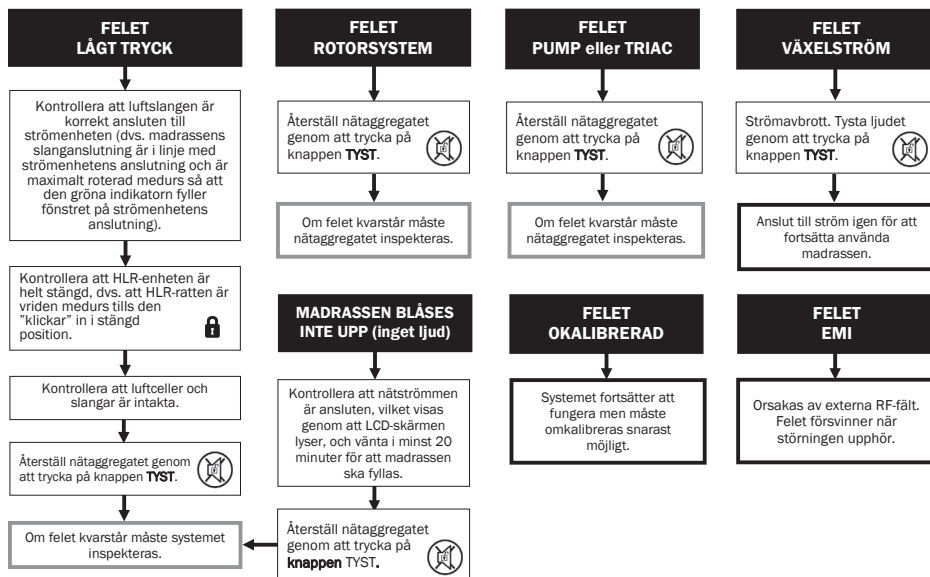 FELET
LÅGT TRYCK
Kontrollera att luftslangen är
korrekt ansluten till
strömenheten (dvs. madrassens
slanganslutning är i linje med
strömenhetens anslutning och är
maximalt roterad medurs så att
den gröna indikatorn fyller
fönstret på strömenhetens
anslutning).
Kontrollera att HLR-enheten är
helt stängd, dvs. att HLR-ratten är
vriden medurs tills den
”klickar” in i stängd
position.
Kontrollera att luftceller och
slangar är intakta.
Återställ nätaggregatet genom
att trycka på knappen TYST.
Om felet kvarstår måste systemet
inspekteras.
FELET
ROTORSYSTEM
Återställ nätaggregatet
genom att trycka på
knappen TYST.
Om felet kvarstår måste
nätaggregatet inspekteras.
MADRASSEN BLÅSES
INTE UPP (inget ljud)
Kontrollera att nätströmmen
är ansluten, vilket visas
genom att LCD-skärmen
lyser, och vänta i minst 20
minuter för att madrassen
ska fyllas.
Återställ nätaggregatet
genom att trycka på
knappen TYST.
FELET
PUMP eller TRIAC
Återställ nätaggregatet
genom att trycka på
knappen TYST.
Om felet kvarstår måste
nätaggregatet inspekteras.
FELET
OKALIBRERAD
Systemet fortsätter att
fungera men måste
omkalibreras snarast
möjligt.
FELET
VÄXELSTRÖM
Strömavbrott. Tysta ljudet
genom att trycka på
knappen TYST.
Anslut till ström igen för att
fortsätta använda
madrassen.
FELET
EMI
Orsakas av externa RF-fält.
Felet försvinner när
störningen upphör.